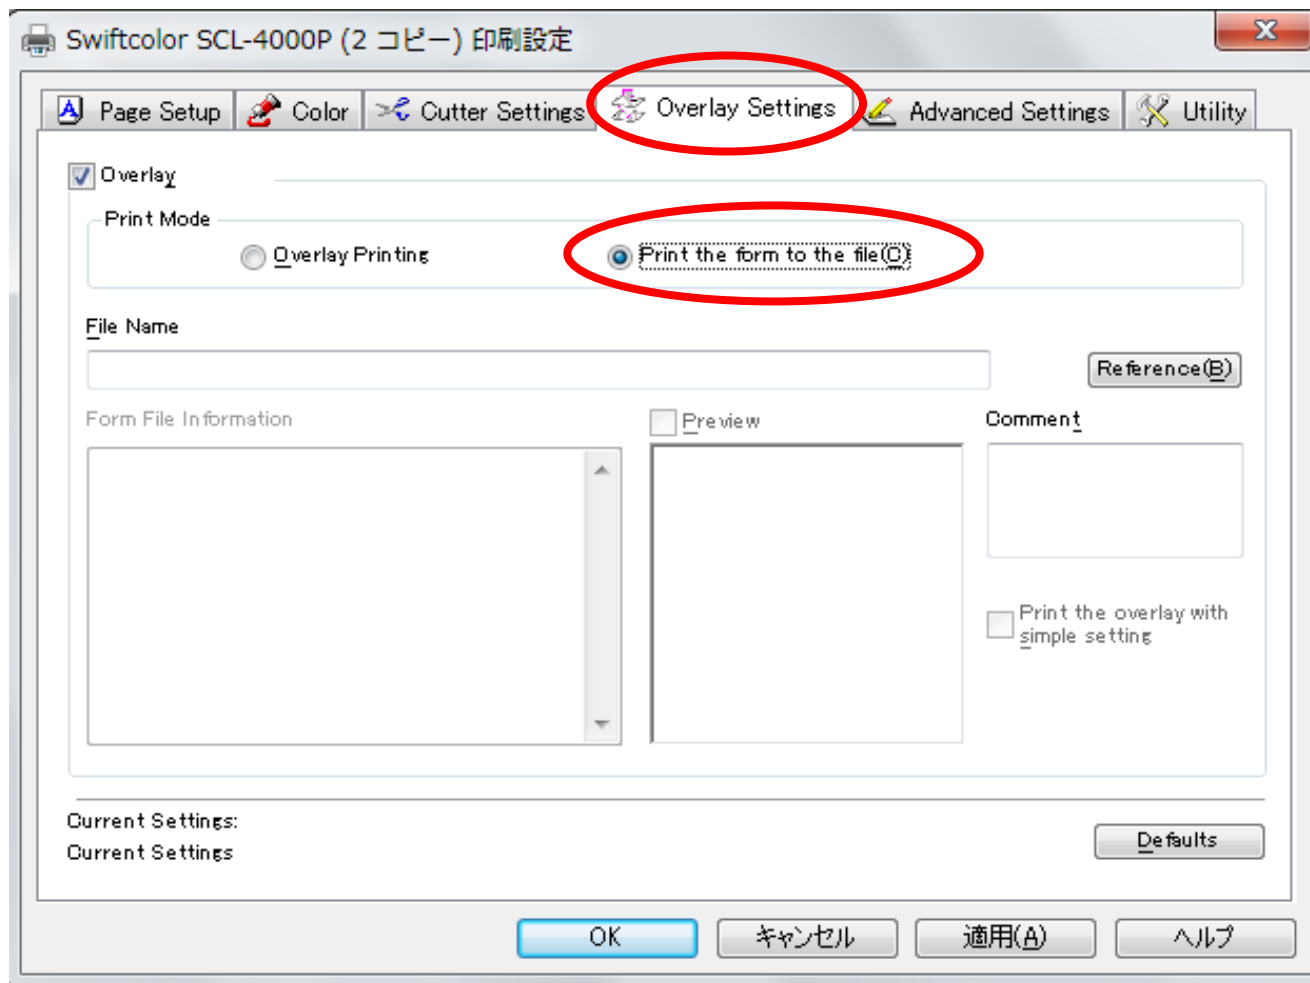 Swiftcolor SCL-4000P (2 コピー) 印刷設定
Page Setup Color Cutter Settings Overlay Settings Advanced Settings Utility
Overlay
Print Mode
Overlay Printing Print the form to the file(C)
File Name
Reference(B)
Form File Information Preview Comment
Print the overlay with
simple setting
Current Settings:
Current Settings
Defaults
OK キャンセル 適用(A) ヘルプ